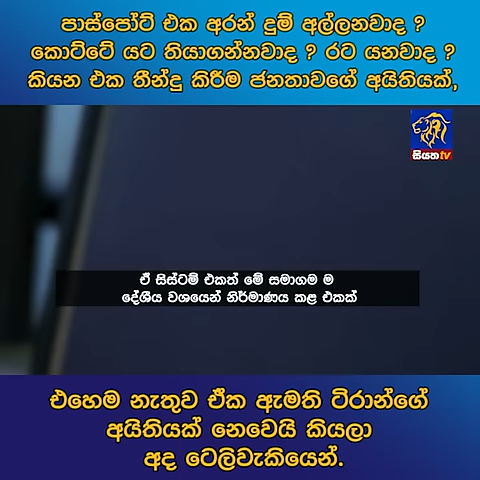 පාස්පෝට් එක අරන් දුම් අල්ලනවාද ?
කොට්ටේ යට තියාගන්නවාද ? රට යනවාද ?
කියන එක තීන්දු කිරීම ජනතාවගේ අයිතියක්,
සියත tv
ඒ සිස්ටම් එකත් මේ සමාගම ම
දේශීය වශයෙන් නිර්මාණය කළ එකක්
එහෙම නැතුව ඒක ඇමති ටිරාන්ගේ
අයිතියක් නෙවෙයි කියලා
අද ටෙලිවැකියෙන්.